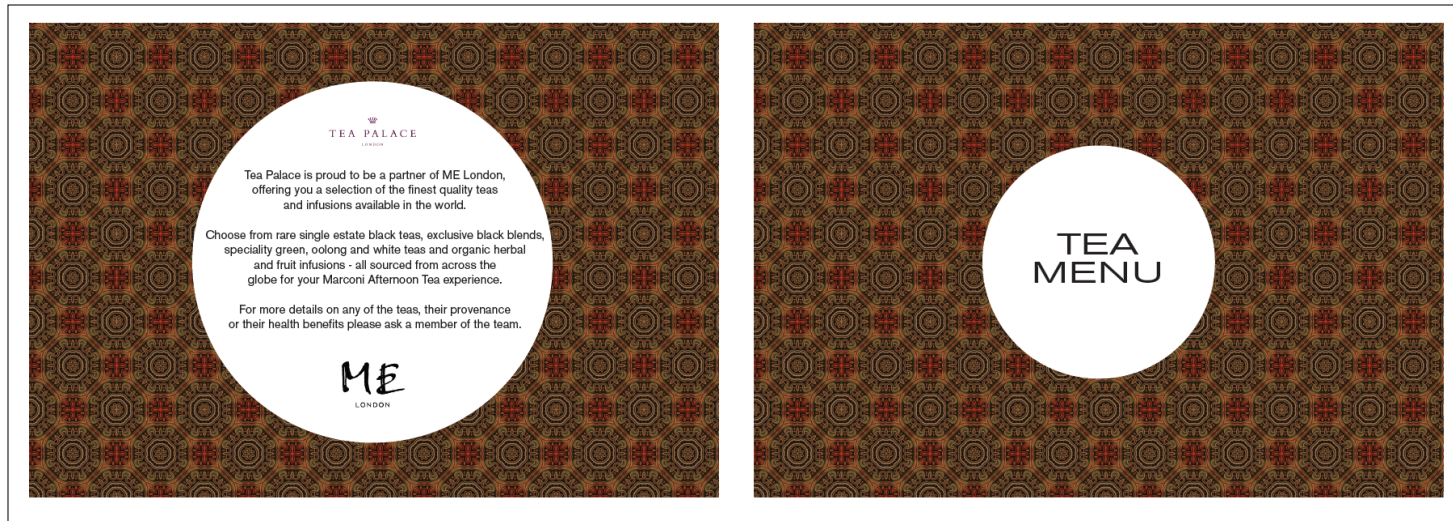 TEA PALACE
LONDON
Tea Palace is proud to be a partner of ME London,
offering you a selection of the finest quality teas
and infusions available in the world.
Choose from rare single estate black teas, exclusive black blends,
speciality green, oolong and white teas and organic herbal
and fruit infusions - all sourced from across the
globe for your Marconi Afternoon Tea experience.
For more details on any of the teas, their provenance
or their health benefits please ask a member of the team.
ME
LONDON
TEA
MENU